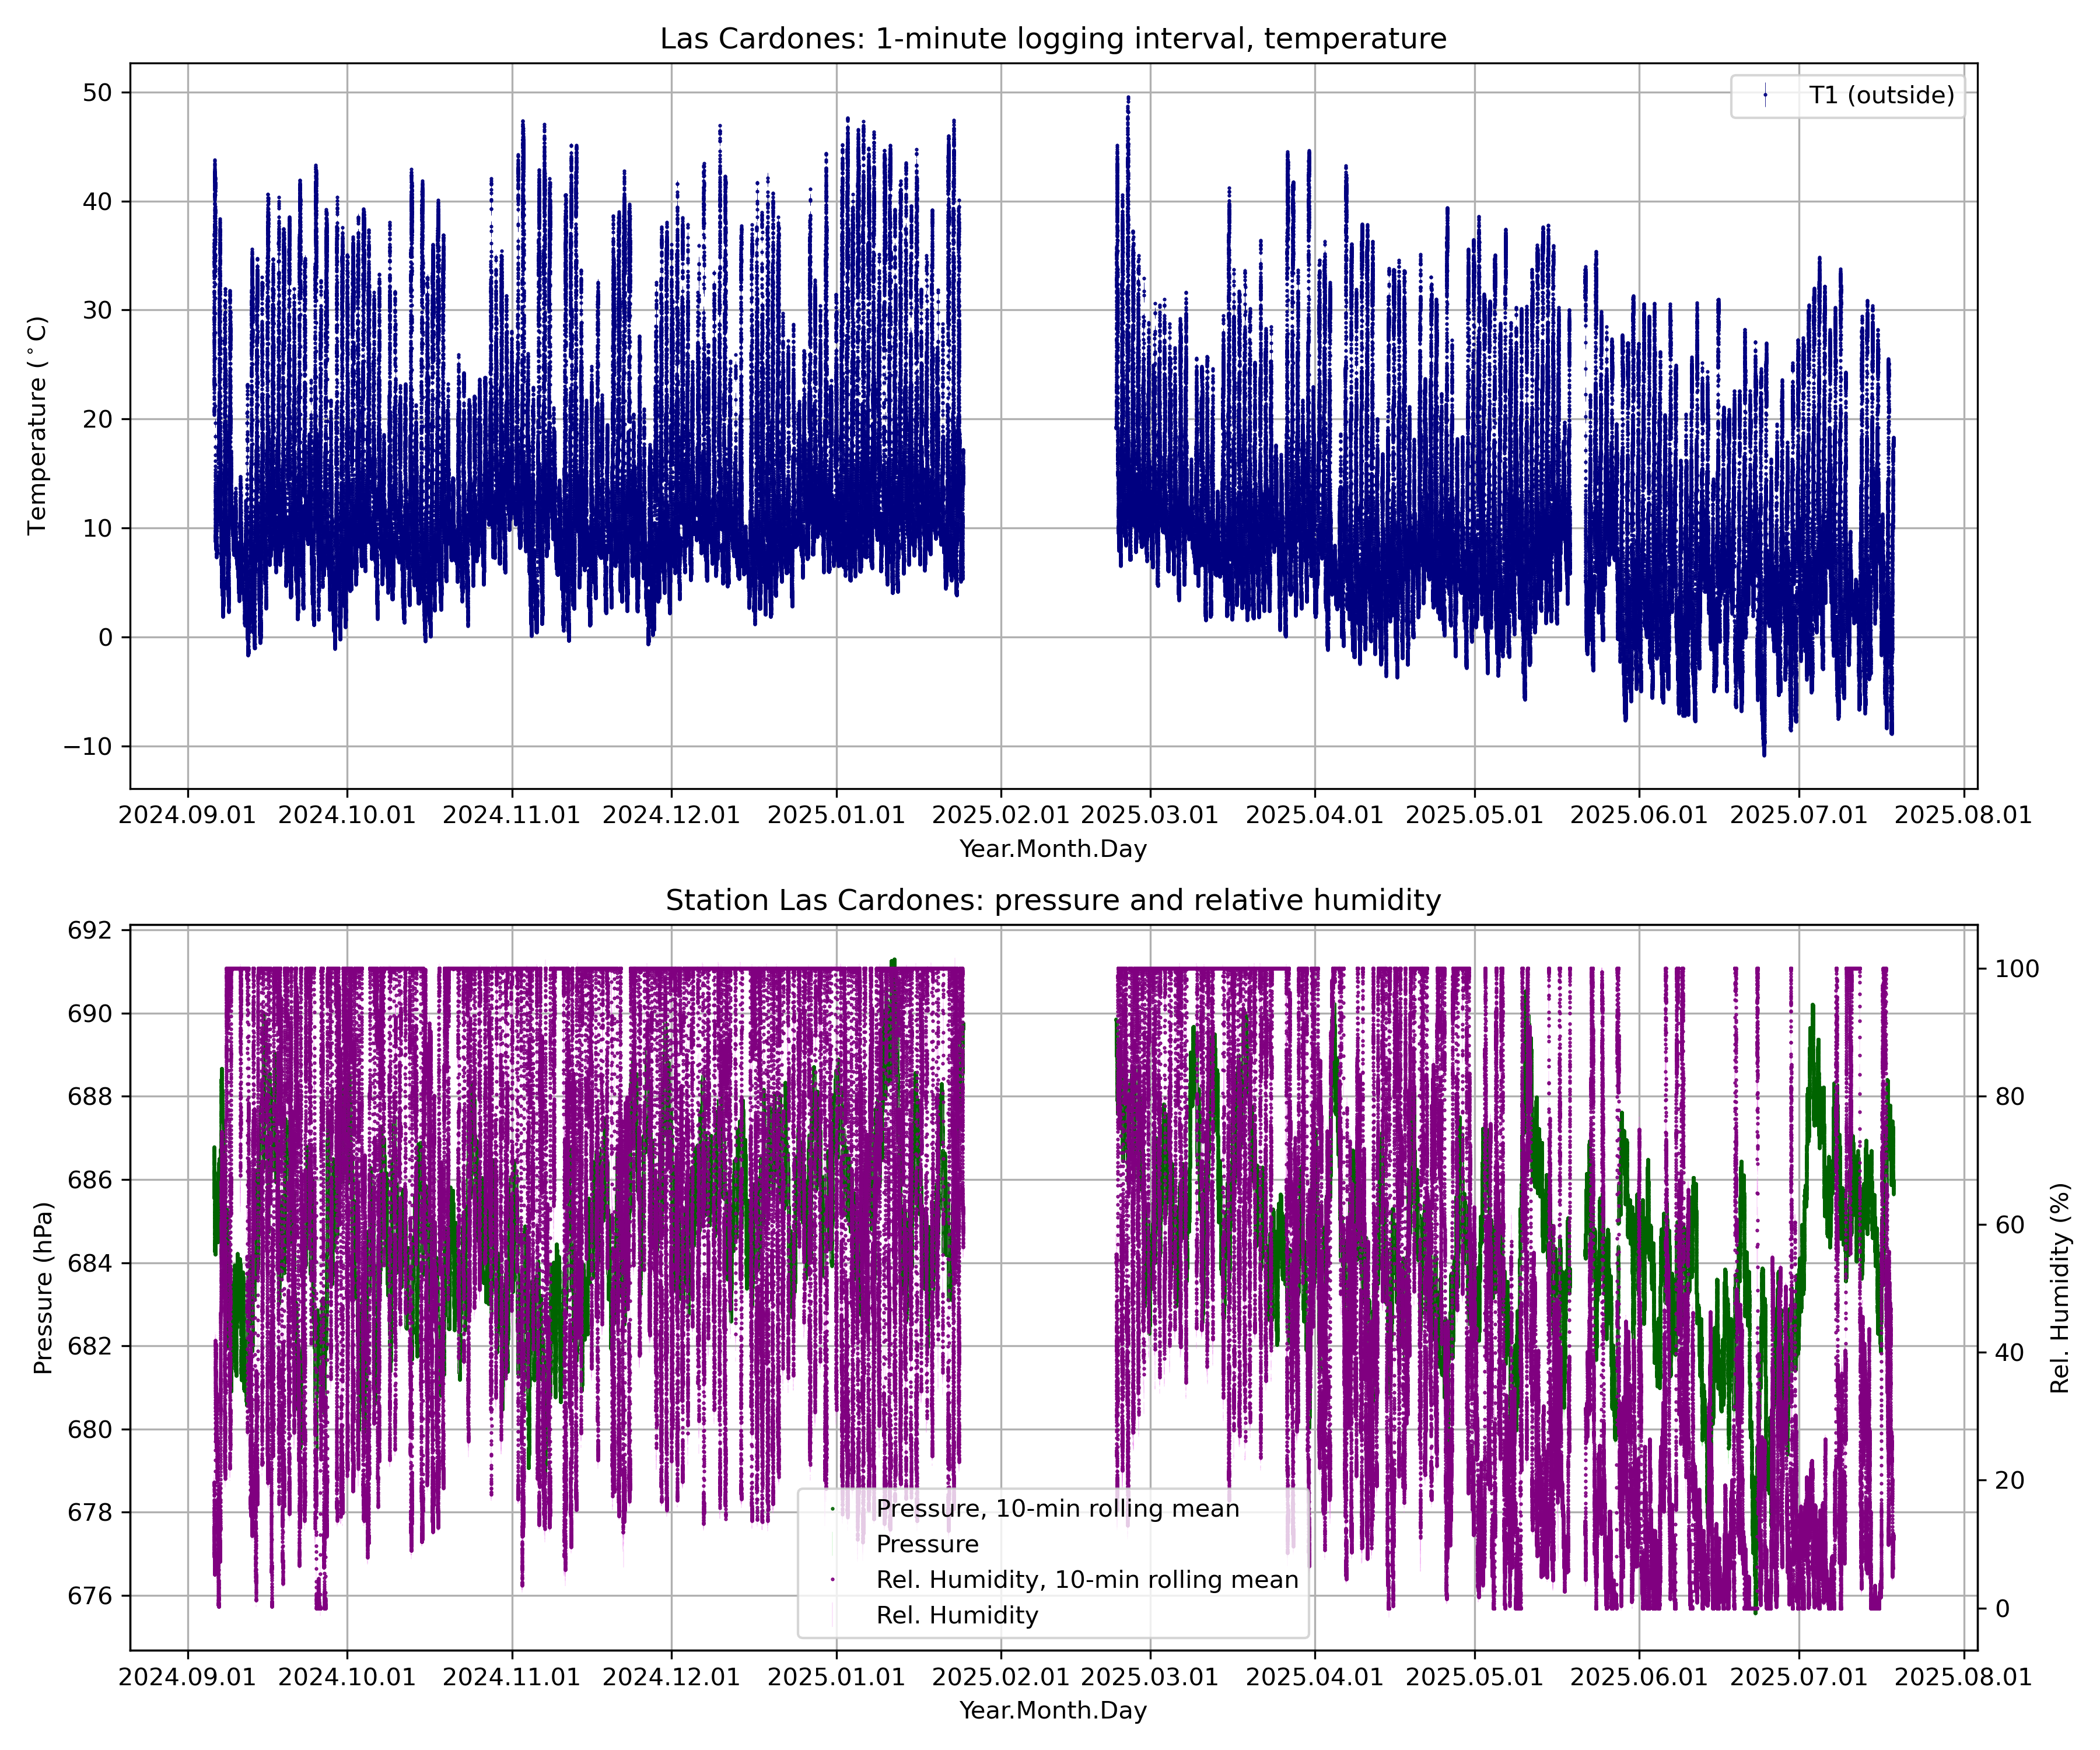 Las Cardones: 1-minute logging interval, temperature
T1 (outside)
50
40
30
20
10
0
−10
Temperature (°C)
2024.09.01 2024.10.01 2024.11.01 2024.12.01 2025.01.01 2025.02.01 2025.03.01 2025.04.01 2025.05.01 2025.06.01 2025.07.01 2025.08.01
Year.Month.Day
Station Las Cardones: pressure and relative humidity
692
690
688
686
684
682
680
678
676
Pressure (hPa)
100
80
60
40
20
0
Rel. Humidity (%)
Pressure, 10-min rolling mean
Pressure
Rel. Humidity, 10-min rolling mean
Rel. Humidity
2024.09.01 2024.10.01 2024.11.01 2024.12.01 2025.01.01 2025.02.01 2025.03.01 2025.04.01 2025.05.01 2025.06.01 2025.07.01 2025.08.01
Year.Month.Day